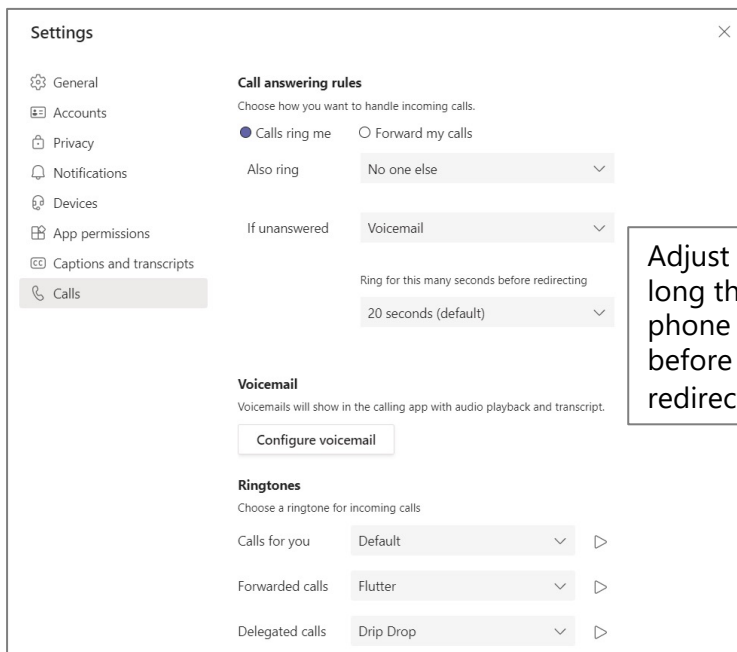 Settings
General
Accounts
Privacy
Notifications
Devices
App permissions
CC Captions and transcripts
Calls
Call answering rules
Choose how you want to handle incoming calls.
Calls ring me Forward my calls
Also ring No one else
If unanswered Voicemail
Ring for this many seconds before redirecting
20 seconds (default)
Voicemail
Voicemails will show in the calling app with audio playback and transcript.
Configure voicemail
Ringtones
Choose a ringtone for incoming calls
Calls for you Default
Forwarded calls Flutter
Delegated calls Drip Drop
Adjust
long
phone
before